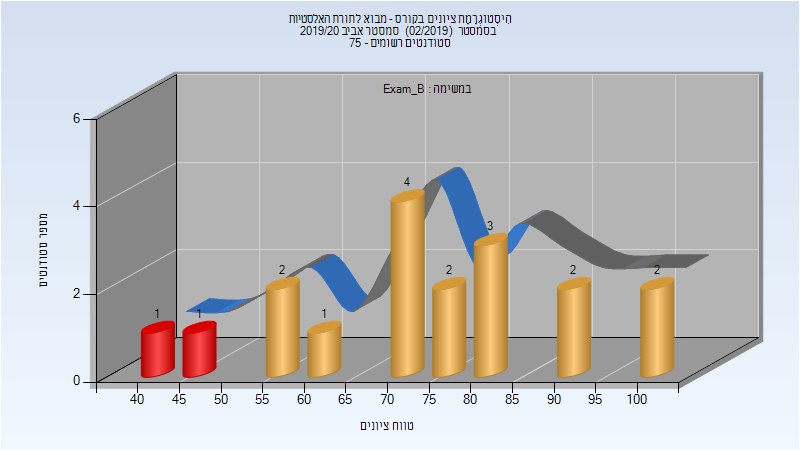 היסטוגרמת ציונים בקורס - מבוא לתורת האלסטיות
בסמסטר (02/2019) סמסטר אביב 2019/20
סטודנטים רשומים - 75
במשימה : Exam_B
מספר סטודנטים
6
4
2
0
1
1
2
1
4
2
3
2
2
40 45 50 55 60 65 70 75 80 85 90 95 100
טווח ציונים